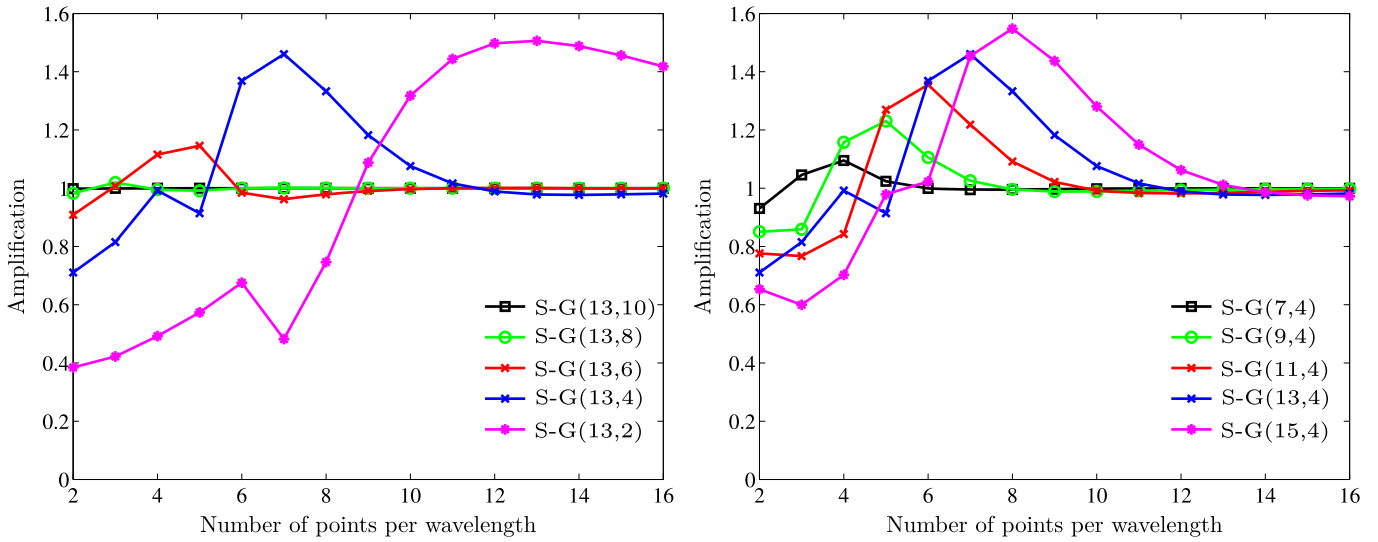 1.6
1.4
1.2
1
0.8
0.6
0.4
0.2
0
Amplification
2 4 6 8 10 12 14 16
Number of points per wavelength
S-G(13,10)
S-G(13,8)
S-G(13,6)
S-G(13,4)
S-G(13,2)
1.6
1.4
1.2
1
0.8
0.6
0.4
0.2
0
Amplification
2 4 6 8 10 12 14 16
Number of points per wavelength
S-G(7,4)
S-G(9,4)
S-G(11,4)
S-G(13,4)
S-G(15,4)